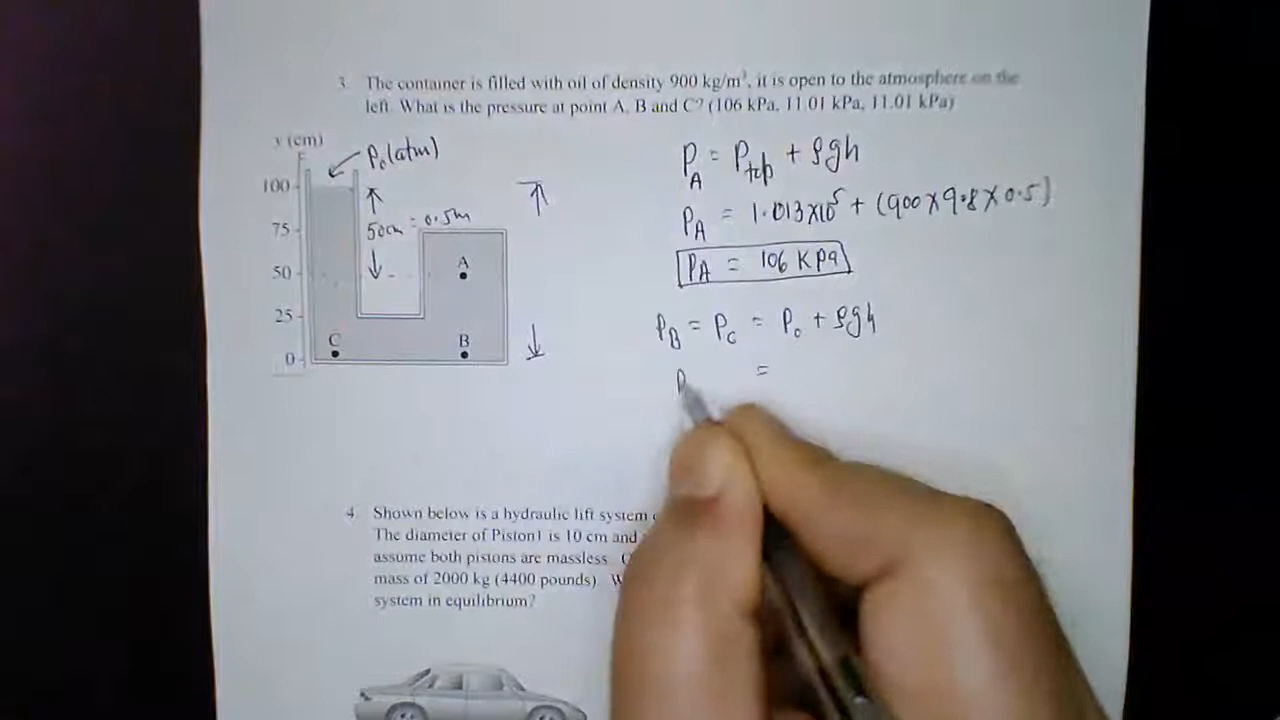 3. The container is filled with oil of density 900 kg/m³, it is open to the atmosphere on the
left. What is the pressure at point A, B and C? (106 kPa, 11.01 kPa, 11.01 kPa)
y (cm)
P₀(atm)
100
75
50
25
0
50cm = 0.5m
A
C
B
P_A = P_top + ρgh
P_A = 1.013×10⁵ + (900×9.8×0.5)
P_A = 106 KPa
P_B = P_C = P₀ + ρgh
P =
4. Shown below is a hydraulic lift system
The diameter of Piston1 is 10 cm and
assume both pistons are massless.
mass of 2000 kg (4400 pounds).
system in equilibrium?